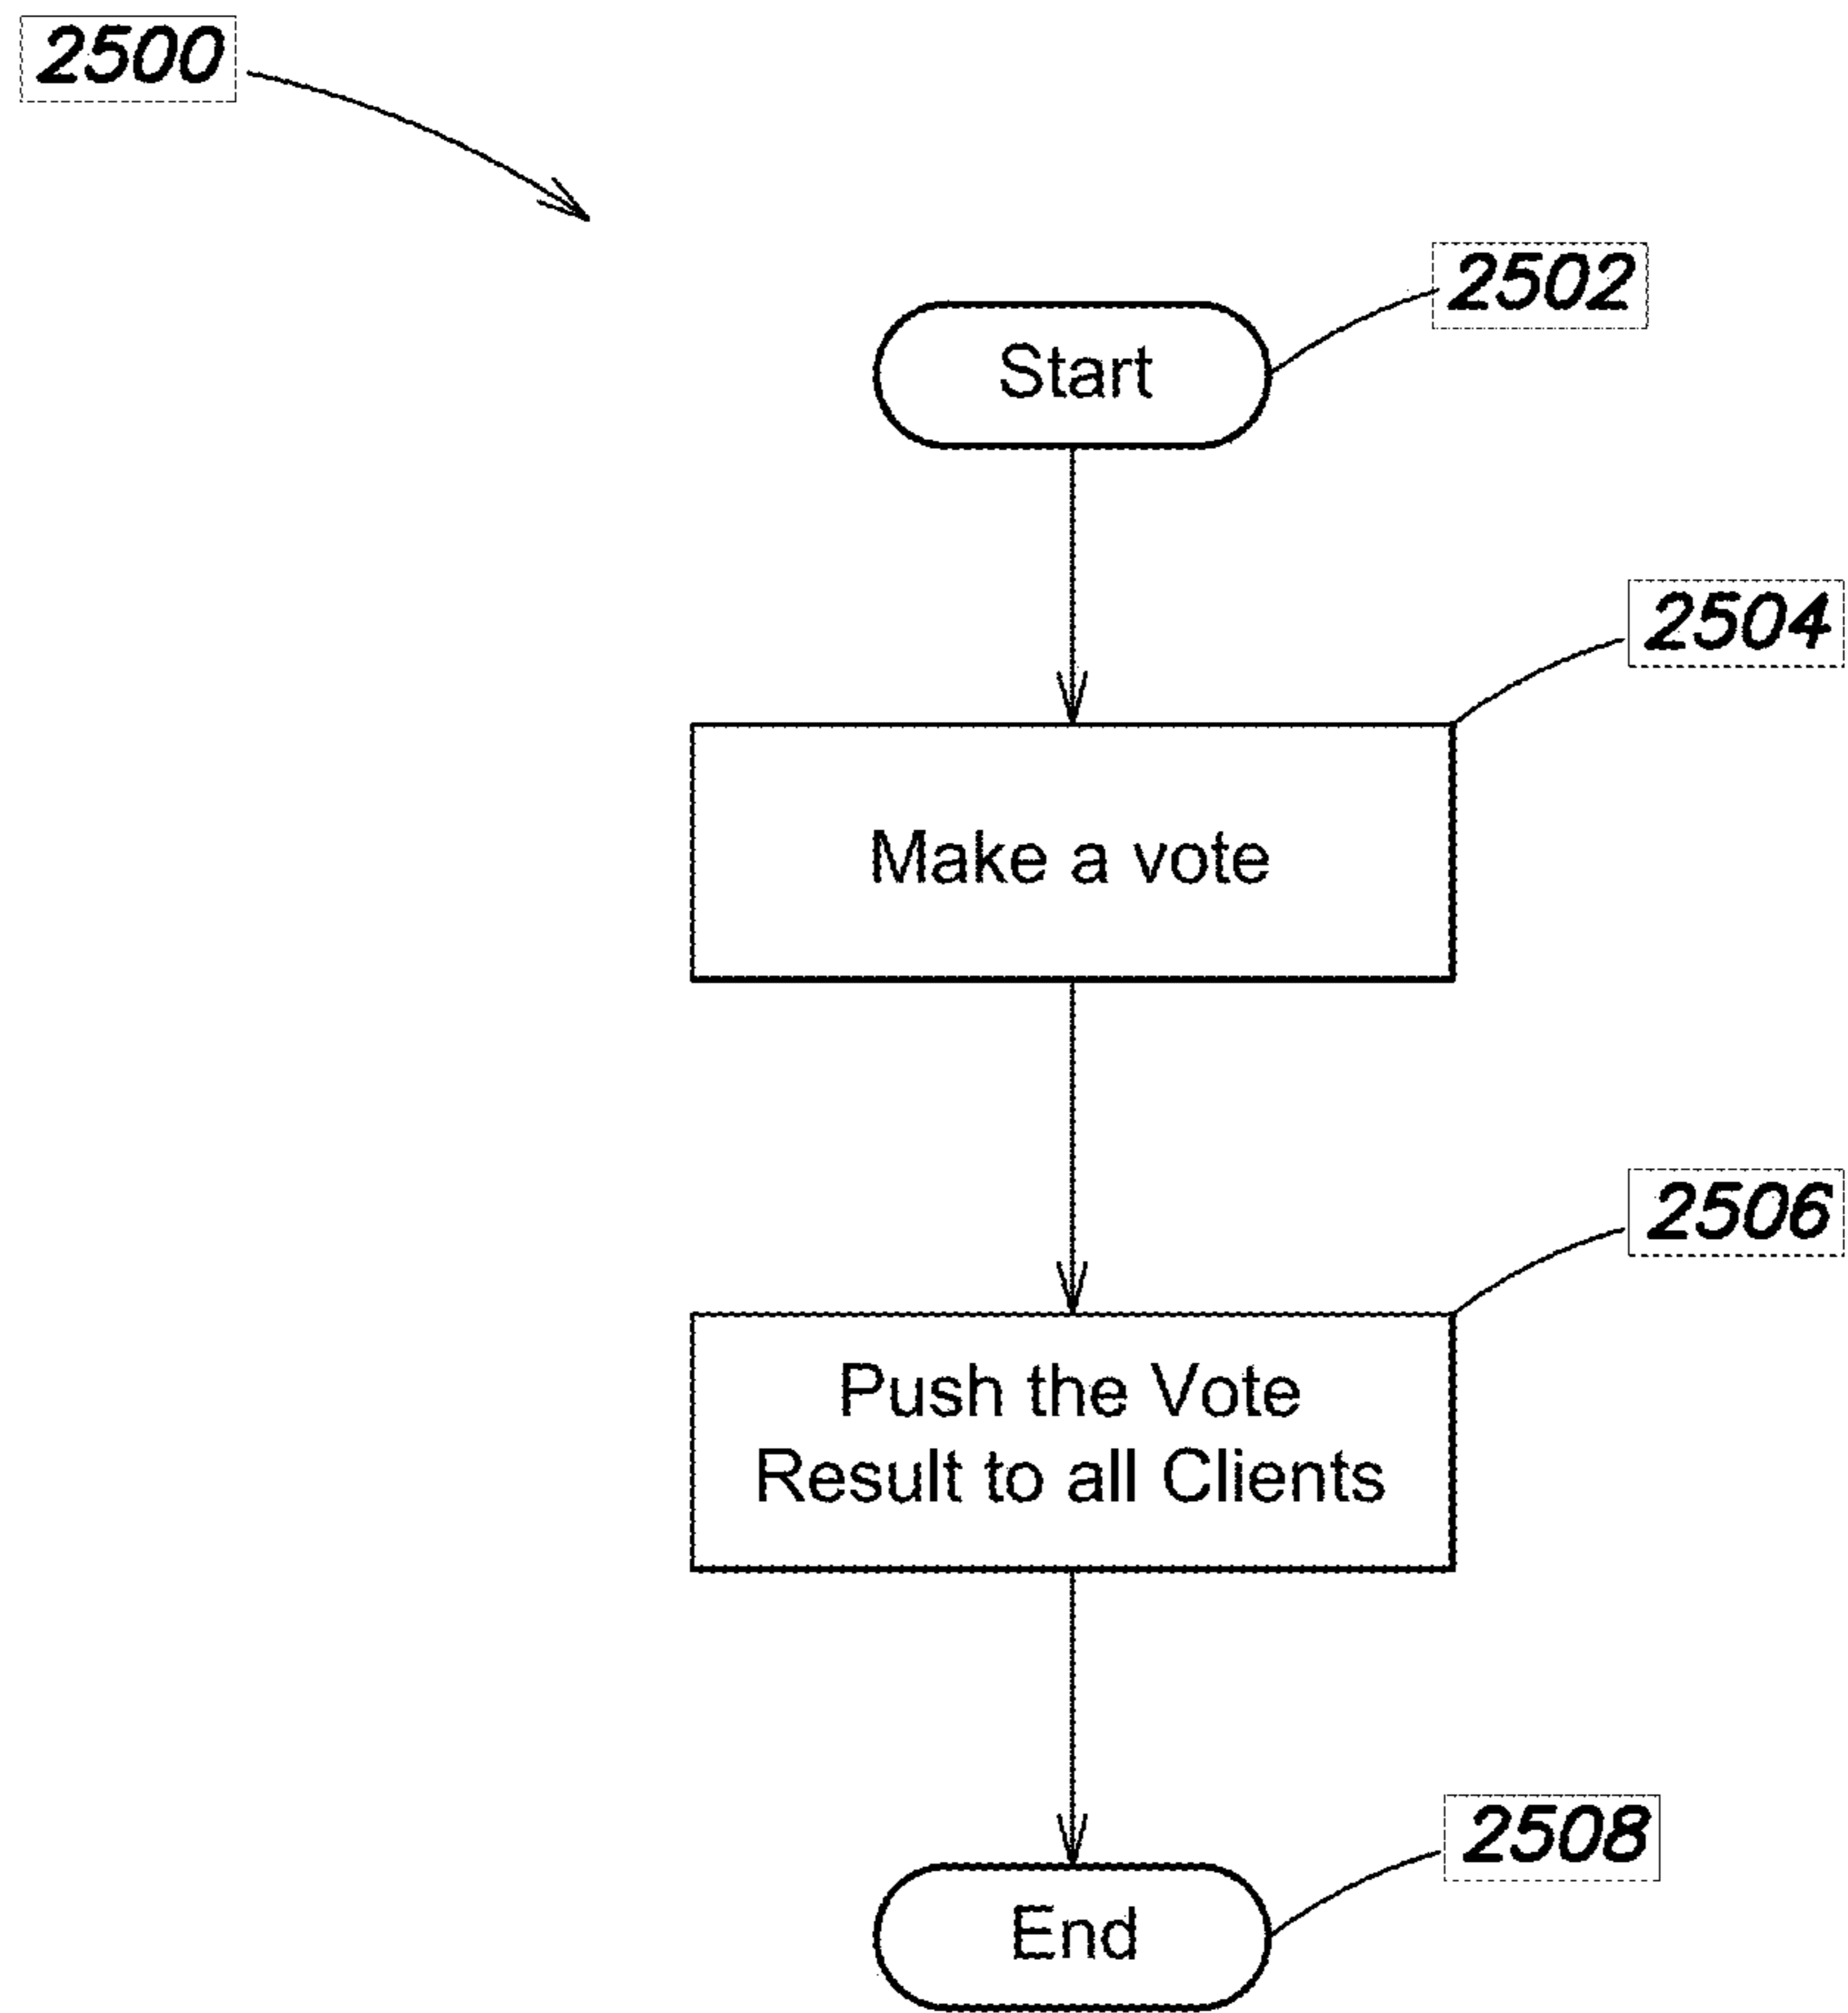 2500
2502
Start
2504
Make a vote
2506
Push the Vote
Result to all Clients
2508
End